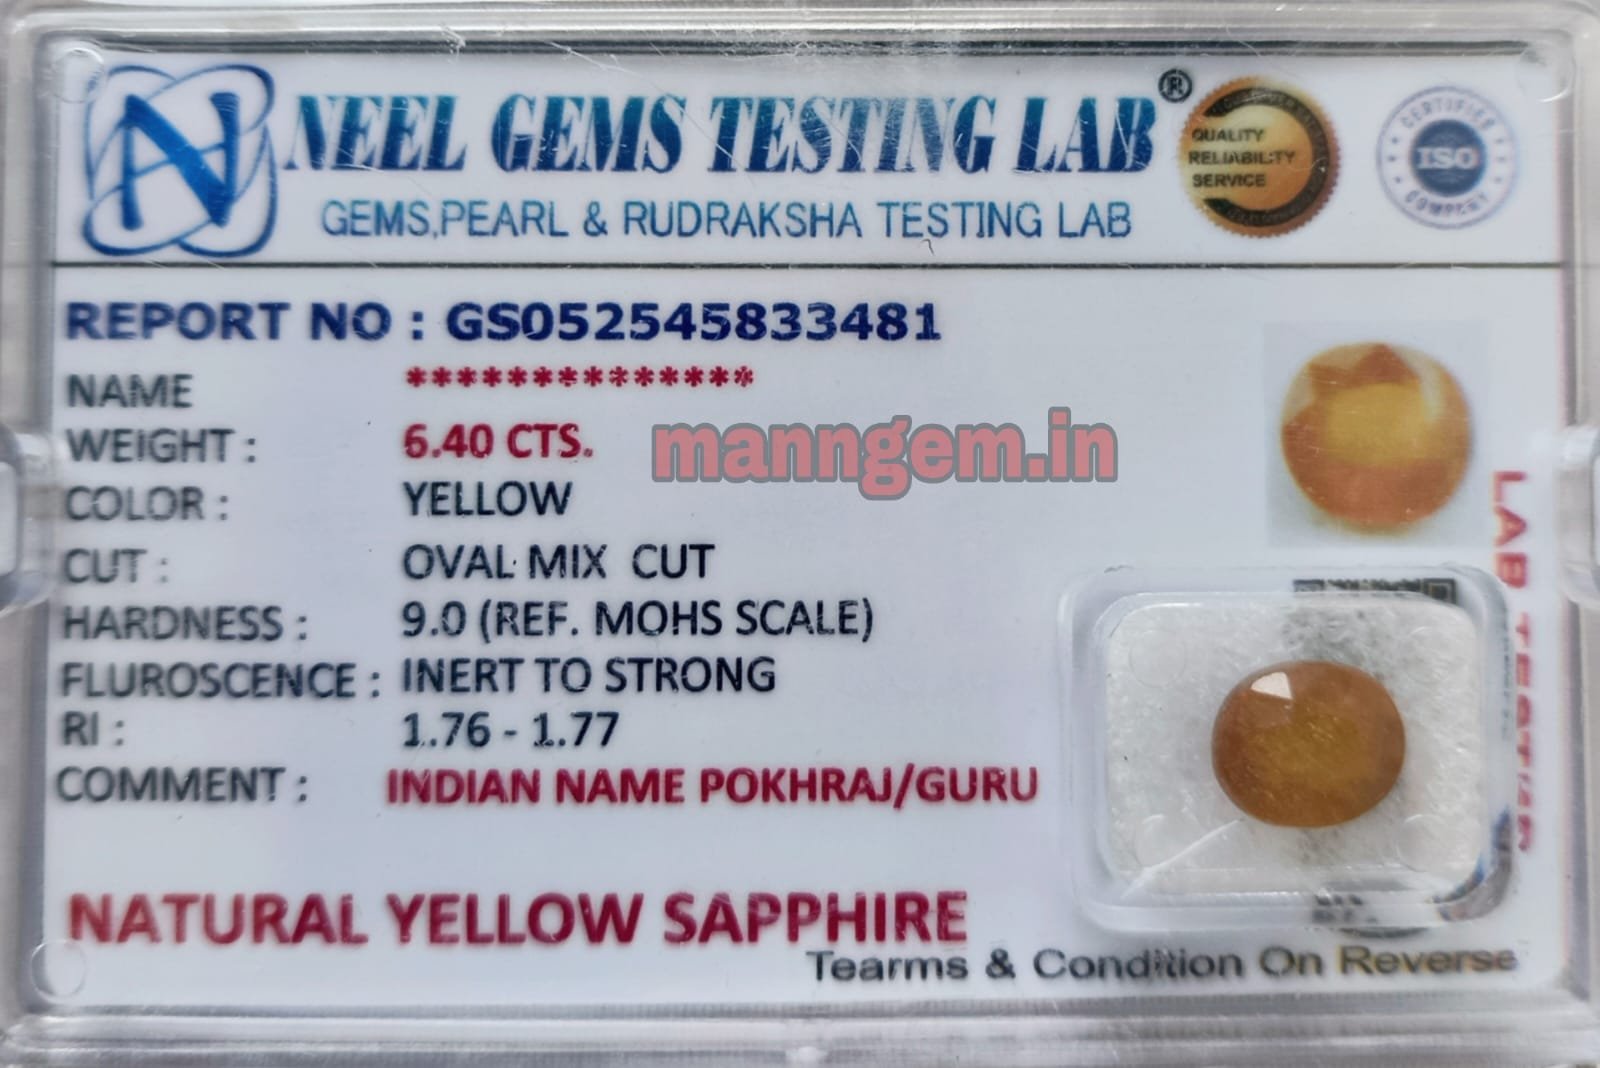 N
NEEL GEMS TESTING LAB®
GEMS,PEARL & RUDRAKSHA TESTING LAB
QUALITY
RELIABILITY
SERVICE
CERTIFIED
ISO
COMPANY
REPORT NO : GS052545833481
NAME **************
WEIGHT : 6.40 CTS.
manngem.in
COLOR : YELLOW
CUT : OVAL MIX CUT
HARDNESS : 9.0 (REF. MOHS SCALE)
FLUROSCENCE : INERT TO STRONG
RI : 1.76 - 1.77
COMMENT : INDIAN NAME POKHRAJ/GURU
NATURAL YELLOW SAPPHIRE
Tearms & Condition On Reverse
LAB TESTED